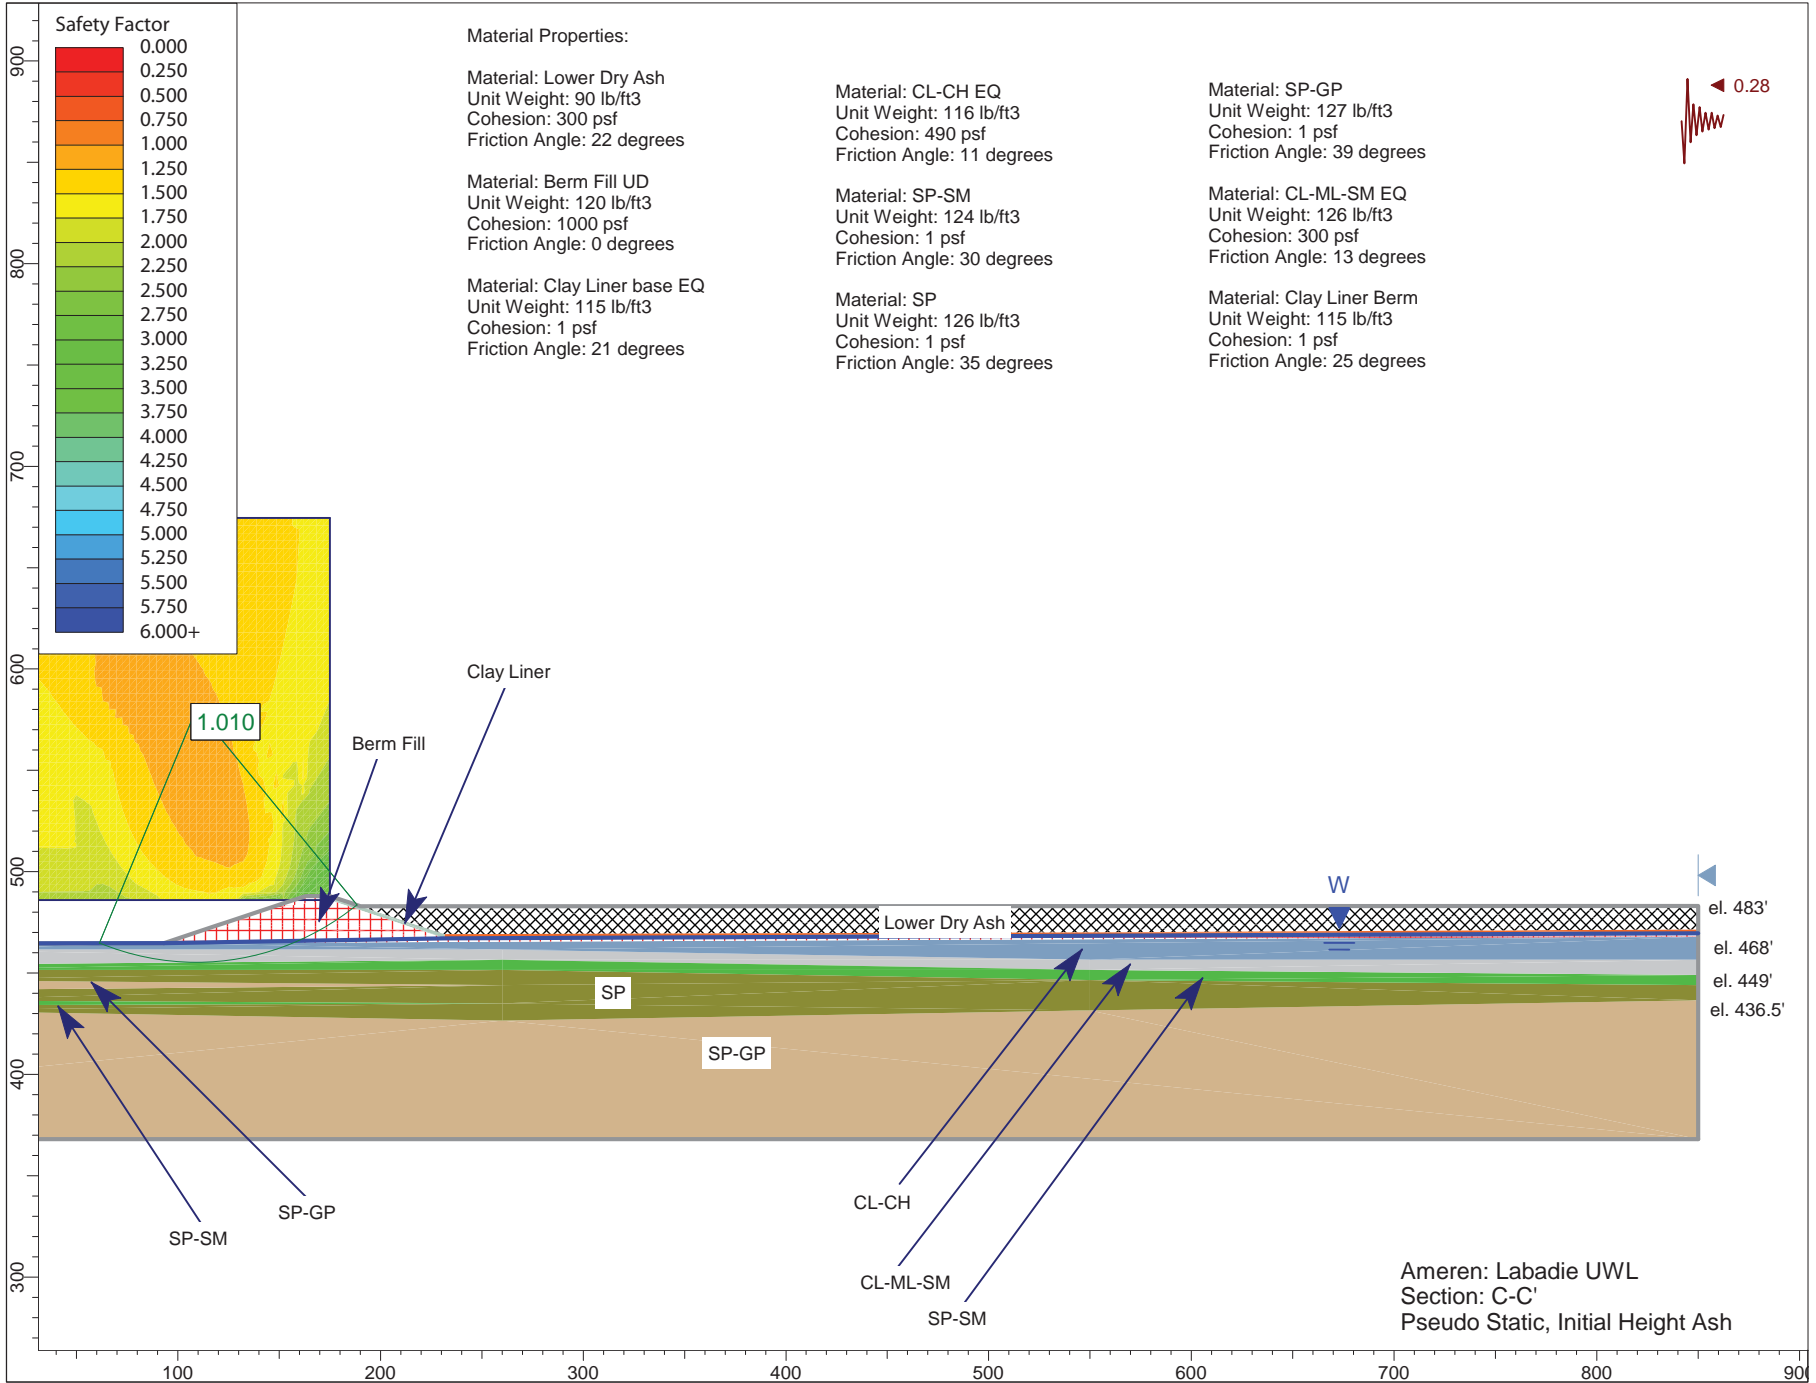 Safety Factor
0.000
0.250
0.500
0.750
1.000
1.250
1.500
1.750
2.000
2.250
2.500
2.750
3.000
3.250
3.500
3.750
4.000
4.250
4.500
4.750
5.000
5.250
5.500
5.750
6.000+
Material Properties:
Material: Lower Dry Ash
Unit Weight: 90 lb/ft3
Cohesion: 300 psf
Friction Angle: 22 degrees
Material: Berm Fill UD
Unit Weight: 120 lb/ft3
Cohesion: 1000 psf
Friction Angle: 0 degrees
Material: Clay Liner base EQ
Unit Weight: 115 lb/ft3
Cohesion: 1 psf
Friction Angle: 21 degrees
Material: CL-CH EQ
Unit Weight: 116 lb/ft3
Cohesion: 490 psf
Friction Angle: 11 degrees
Material: SP-SM
Unit Weight: 124 lb/ft3
Cohesion: 1 psf
Friction Angle: 30 degrees
Material: SP
Unit Weight: 126 lb/ft3
Cohesion: 1 psf
Friction Angle: 35 degrees
Material: SP-GP
Unit Weight: 127 lb/ft3
Cohesion: 1 psf
Friction Angle: 39 degrees
Material: CL-ML-SM EQ
Unit Weight: 126 lb/ft3
Cohesion: 300 psf
Friction Angle: 13 degrees
Material: Clay Liner Berm
Unit Weight: 115 lb/ft3
Cohesion: 1 psf
Friction Angle: 25 degrees
0.28
900
800
700
600
500
400
300
Clay Liner
1.010
Berm Fill
W
Lower Dry Ash
el. 483'
el. 468'
el. 449'
el. 436.5'
SP
SP-GP
CL-CH
SP-GP
SP-SM
CL-ML-SM
SP-SM
Ameren: Labadie UWL
Section: C-C'
Pseudo Static, Initial Height Ash
100
200
300
400
500
600
700
800
900